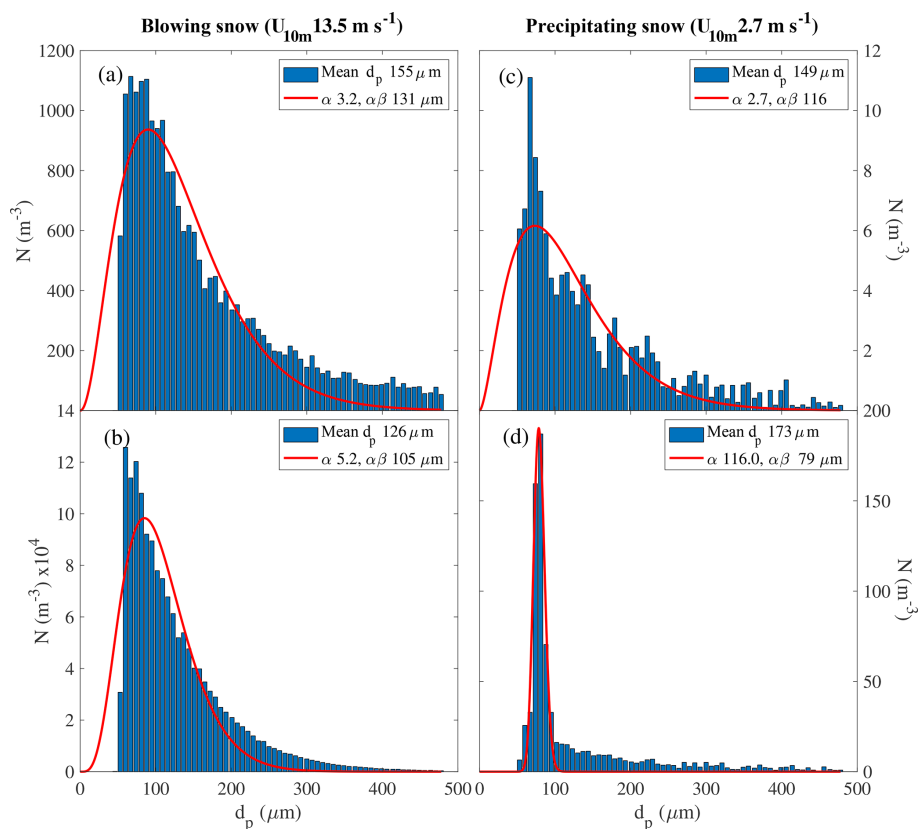 Blowing snow (U10m 13.5 m s-1)
Precipitating snow (U10m 2.7 m s-1)
(a)
Mean dp 155 μm
α 3.2, αβ 131 μm
N (m-3)
1200
1000
800
600
400
200
(c)
Mean dp 149 μm
α 2.7, αβ 116
N (m-3)
12
10
8
6
4
2
(b)
Mean dp 126 μm
α 5.2, αβ 105 μm
N (m-3) x10^4
14
12
10
8
6
4
2
0
0 100 200 300 400 500
dp (μm)
(d)
Mean dp 173 μm
α 116.0, αβ 79 μm
N (m-3)
200
150
100
50
0
100 200 300 400 500
dp (μm)